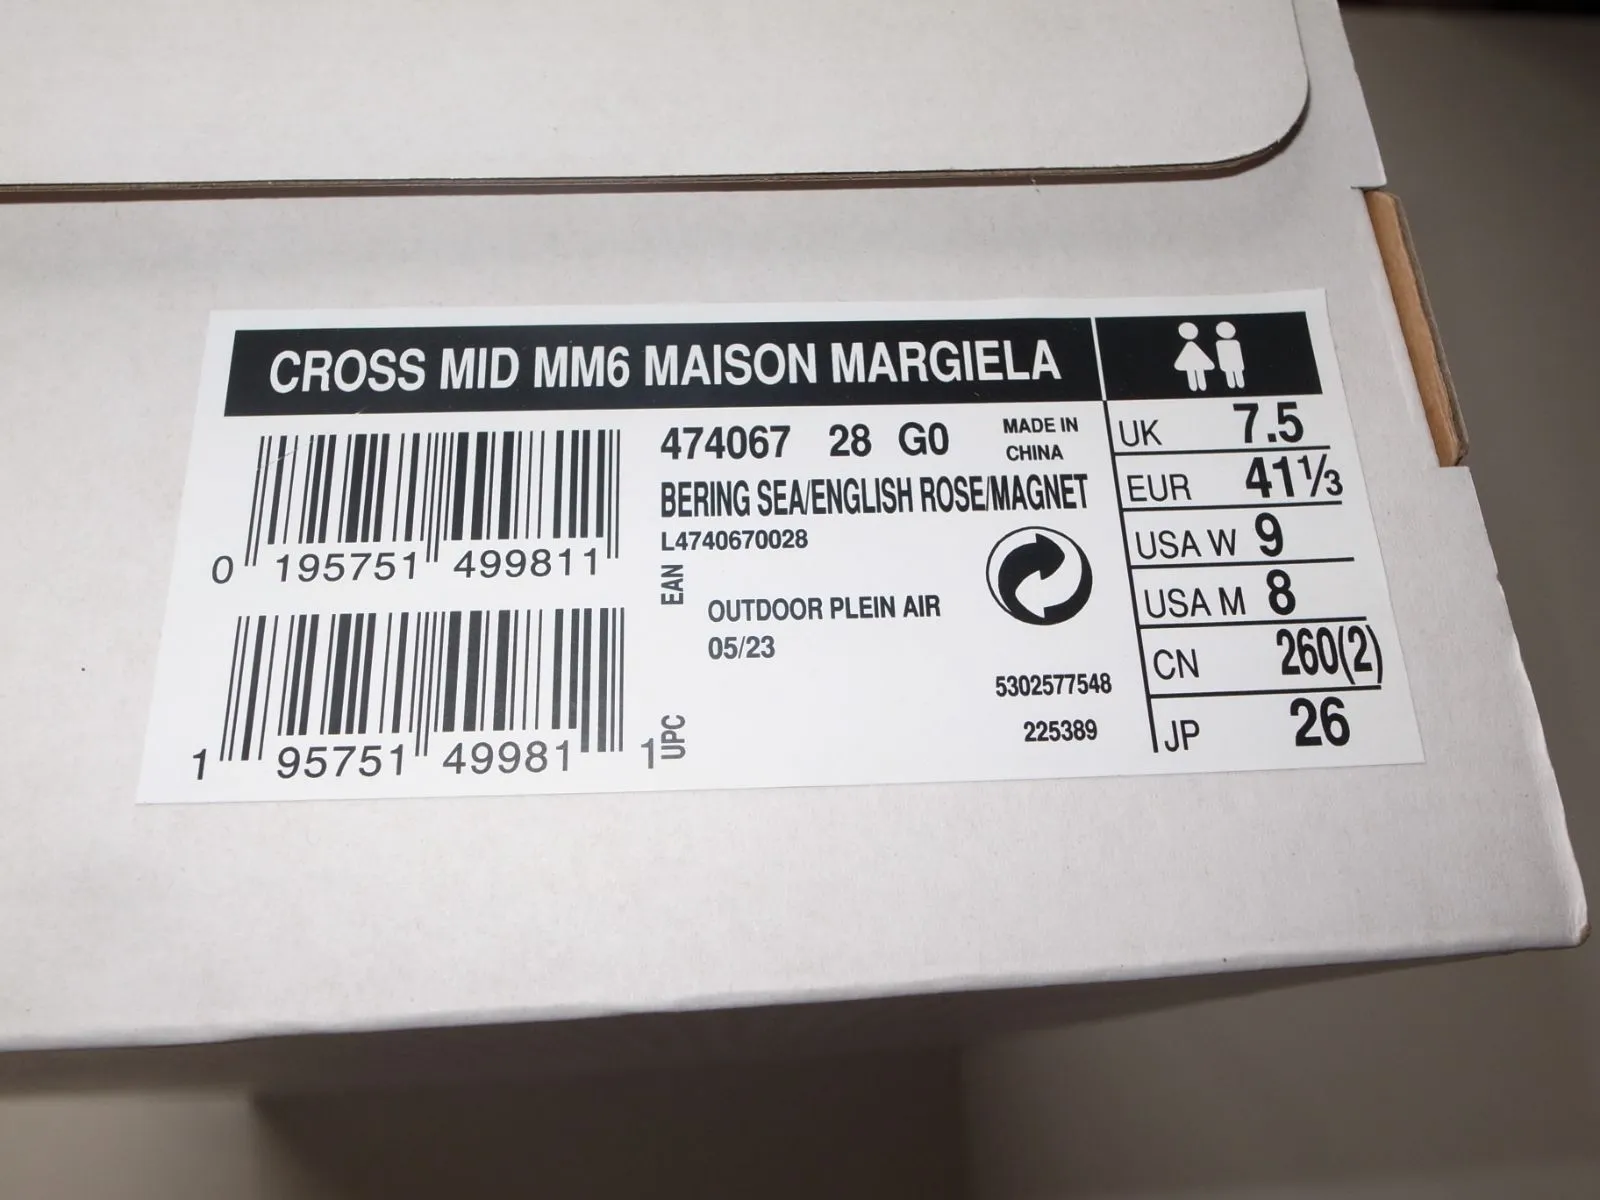 CROSS MID MM6 MAISON MARGIELA
474067 28 G0
MADE IN
CHINA
BERING SEA/ENGLISH ROSE/MAGNET
L4740670028
0 195751 499811
EAN
OUTDOOR PLEIN AIR
05/23
5302577548
225389
1 95751 49981 1
UPC
UK 7.5
EUR 41⅓
USA W 9
USA M 8
CN 260(2)
JP 26